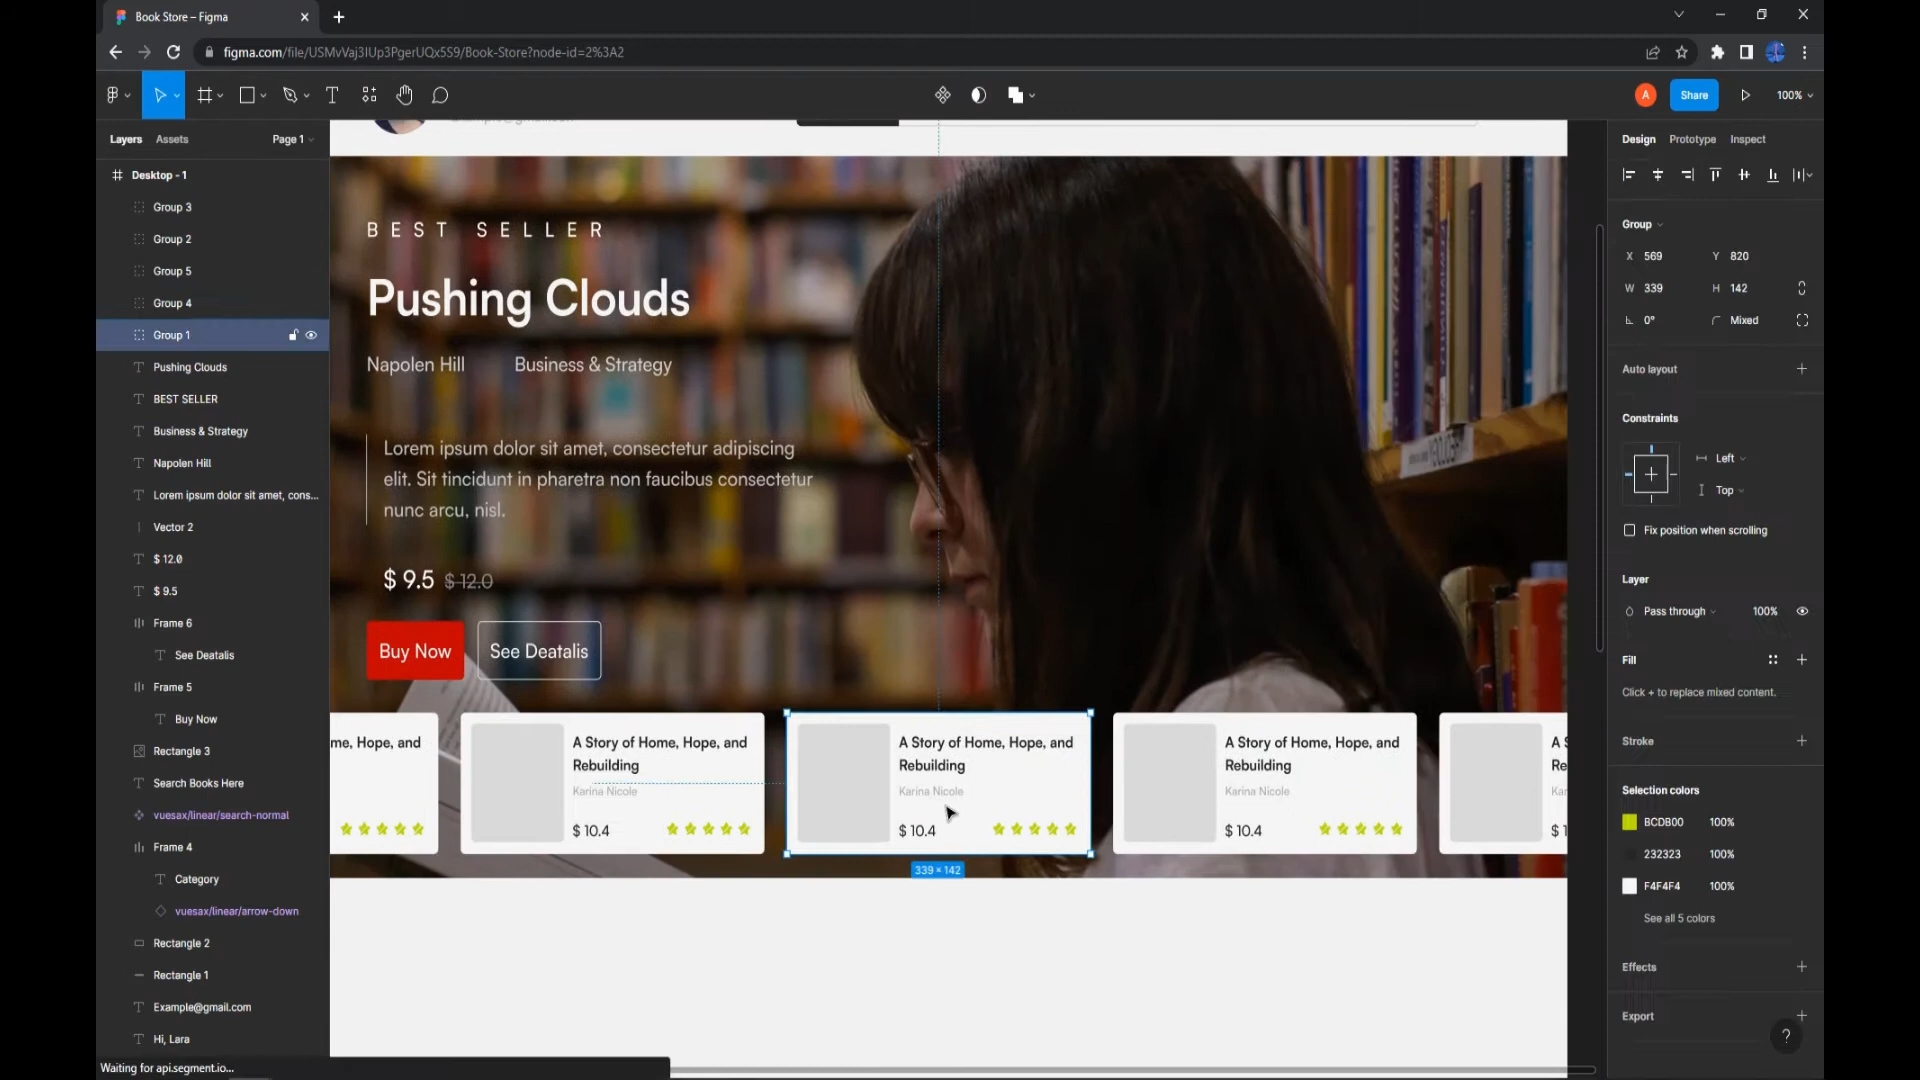 Book Store – Figma
figma.com/file/USMvVaj3IUp3PgerUQx5S9/Book-Store?node-id=2%3A2
A
Share
100%
Layers
Assets
Page 1
Design
Prototype
Inspect
Desktop - 1
Group 3
Group 2
Group 5
Group 4
Group 1
Pushing Clouds
BEST SELLER
Business & Strategy
Napolen Hill
Lorem ipsum dolor sit amet, cons...
Vector 2
$ 12.0
$ 9.5
Frame 6
See Deatalis
Frame 5
Buy Now
Rectangle 3
Search Books Here
vuesax/linear/search-normal
Frame 4
Category
vuesax/linear/arrow-down
Rectangle 2
Rectangle 1
Example@gmail.com
Hi, Lara
Waiting for api.segment.io...
BEST SELLER
Pushing Clouds
Napolen Hill
Business & Strategy
Lorem ipsum dolor sit amet, consectetur adipiscing
elit. Sit tincidunt in pharetra non faucibus consectetur
nunc arcu, nisl.
$ 9.5
$ 12.0
Buy Now
See Deatalis
me, Hope, and
A Story of Home, Hope, and
Rebuilding
Karina Nicole
$ 10.4
A Story of Home, Hope, and
Rebuilding
Karina Nicole
$ 10.4
339 × 142
A Story of Home, Hope, and
Rebuilding
Karina Nicole
$ 10.4
Group
X 569
Y 820
W 339
H 142
0°
Mixed
Auto layout
Constraints
Left
Top
Fix position when scrolling
Layer
Pass through
100%
Fill
Click + to replace mixed content.
Stroke
Selection colors
BCDB00 100%
232323 100%
F4F4F4 100%
See all 5 colors
Effects
Export
?